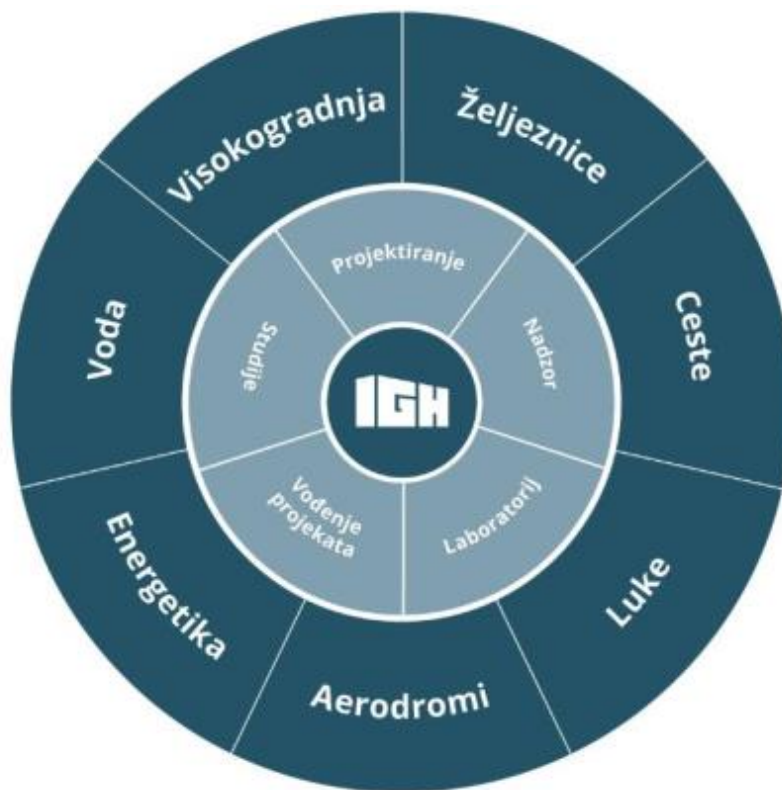 Visokogradnja
Željeznice
Ceste
Luke
Aerodromi
Energetika
Voda
Projektiranje
Nadzor
Laboratorij
Vođenje
projekata
Studije
IGH